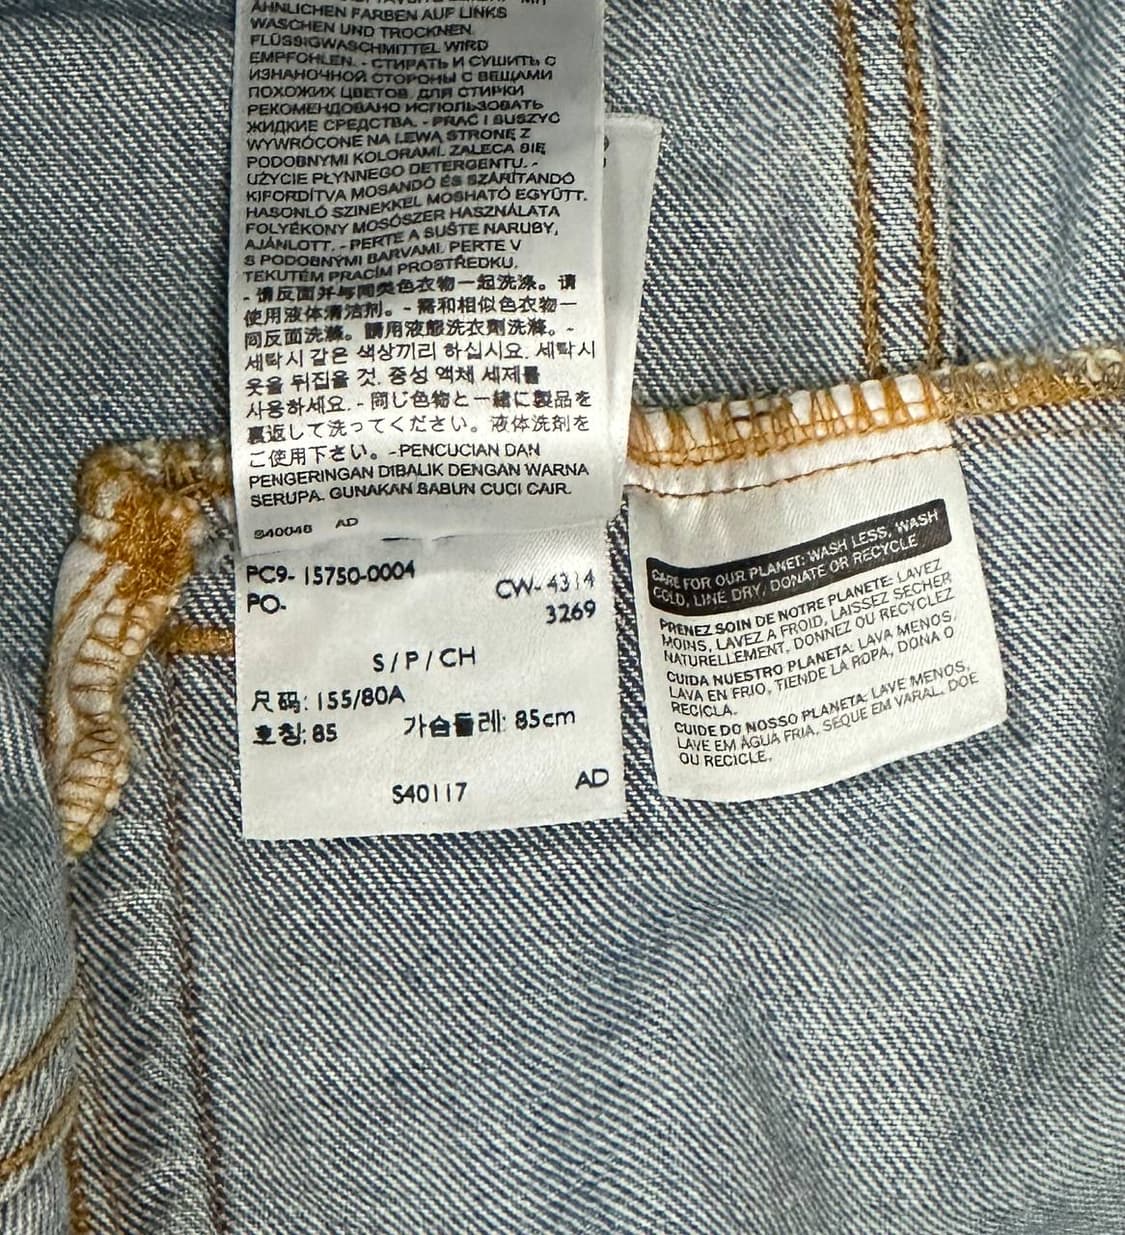 ÄHNLICHEN FARBEN AUF LINKS
WASCHEN UND TROCKNEN.
FLÜSSIGWASCHMITTEL WIRD
EMPFOHLEN. - СТИРАТЬ И СУШИТЬ С
ИЗНАНОЧНОЙ СТОРОНЫ С ВЕЩАМИ
ПОХОЖИХ ЦВЕТОВ. ДЛЯ СТИРКИ
РЕКОМЕНДОВАНО ИСПОЛЬЗОВАТЬ
ЖИДКИЕ СРЕДСТВА. - PRAĆ I SUSZYĆ
WYWRÓCONE NA LEWĄ STRONĘ Z
PODOBNYMI KOLORAMI. ZALECA SIĘ
UŻYCIE PŁYNNEGO DETERGENTU. -
KIFORDÍTVA MOSANDÓ ÉS SZÁRÍTANDÓ
HASONLÓ SZINEKKEL MOSHATÓ EGYÜTT.
FOLYÉKONY MOSÓSZER HASZNÁLATA
AJÁNLOTT. - PERTE A SUŠTE NARUBY,
S PODOBNÝMI BARVAMI. PERTE V
TEKUTÉM PRACÍM PROSTŘEDKU.
- 请反面并与同类色衣物一起洗涤。请
使用液体清洁剂。- 需和相似色衣物一
同反面洗滌。請用液態洗衣劑洗滌。-
세탁시 같은 색상끼리 하십시요. 세탁시
옷을 뒤집을 것. 중성 액체 세제를
사용하세요. - 同じ色物と一緒に製品を
裏返して洗ってください。液体洗剤を
ご使用下さい。-PENCUCIAN DAN
PENGERINGAN DIBALIK DENGAN WARNA
SERUPA. GUNAKAN SABUN CUCI CAIR.
S40046 AD
PC9- 15750-0004 CW- 4314
PO- 3269
S / P / CH
尺码: 155/80A
호칭: 85 가슴둘레: 85cm
S40117 AD
CARE FOR OUR PLANET: WASH LESS, WASH
COLD, LINE DRY, DONATE OR RECYCLE
PRENEZ SOIN DE NOTRE PLANETE: LAVEZ
MOINS, LAVEZ A FROID, LAISSEZ SECHER
NATURELLEMENT, DONNEZ OU RECYCLEZ
CUIDA NUESTRO PLANETA: LAVA MENOS,
LAVA EN FRIO, TIENDE LA ROPA, DONA O
RECICLA.
CUIDE DO NOSSO PLANETA: LAVE MENOS,
LAVE EM ÁGUA FRIA, SEQUE EM VARAL, DOE
OU RECICLE.